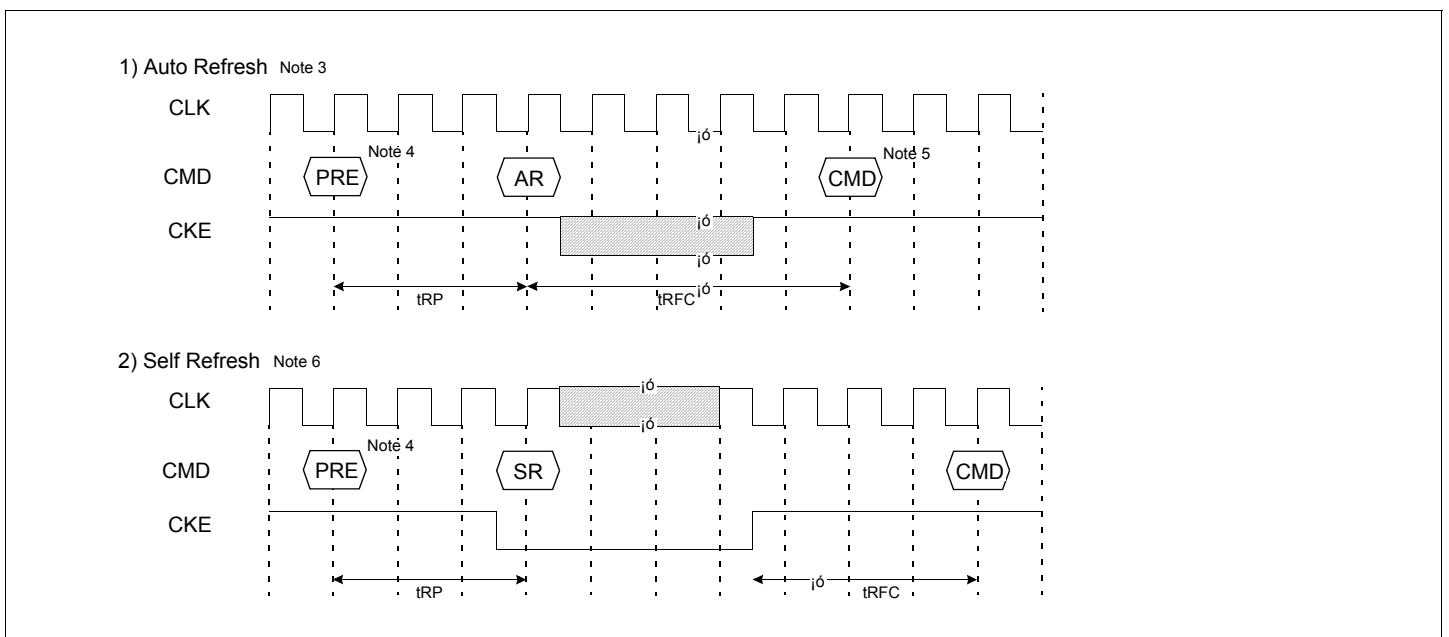 1) Auto Refresh Note 3
CLK
¡ó
CMD
PRE
Note 4
AR
CMD
Note 5
CKE
¡ó
¡ó
tRP
tRFC
¡ó
2) Self Refresh Note 6
CLK
¡ó
¡ó
CMD
PRE
Note 4
SR
CMD
CKE
tRP
¡ó
tRFC